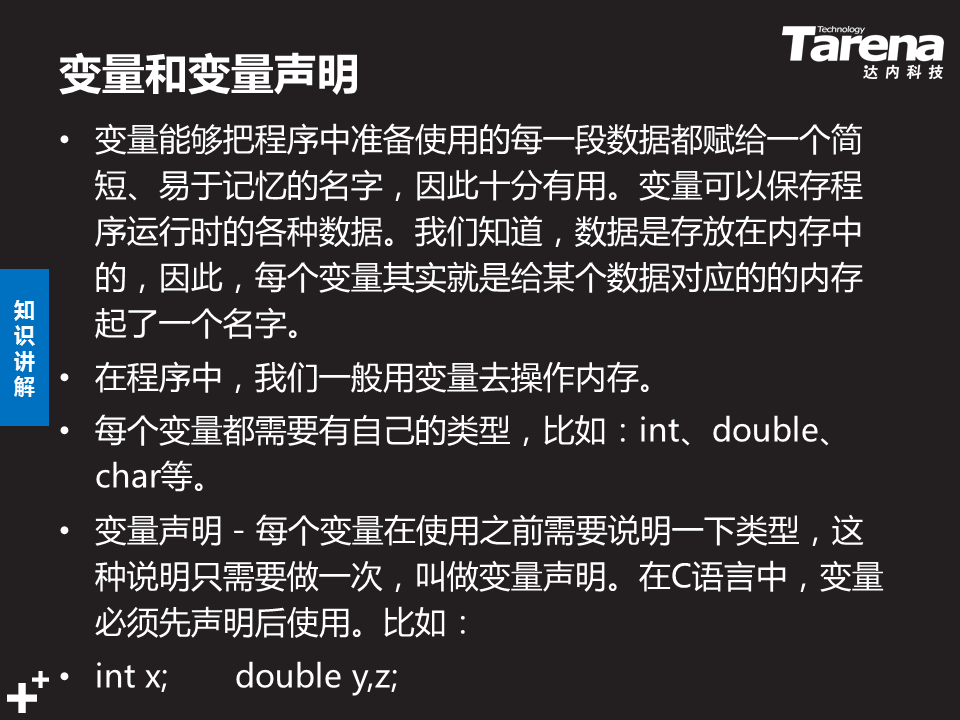 Technology
Tarena
达内科技
变量和变量声明
• 变量能够把程序中准备使用的每一段数据都赋给一个简
短、易于记忆的名字，因此十分有用。变量可以保存程
序运行时的各种数据。我们知道，数据是存放在内存中
的，因此，每个变量其实就是给某个数据对应的的内存
起了一个名字。
• 在程序中，我们一般用变量去操作内存。
• 每个变量都需要有自己的类型，比如：int、double、
char等。
• 变量声明 - 每个变量在使用之前需要说明一下类型，这
种说明只需要做一次，叫做变量声明。在C语言中，变量
必须先声明后使用。比如：
• int x; double y,z;
知
识
讲
解